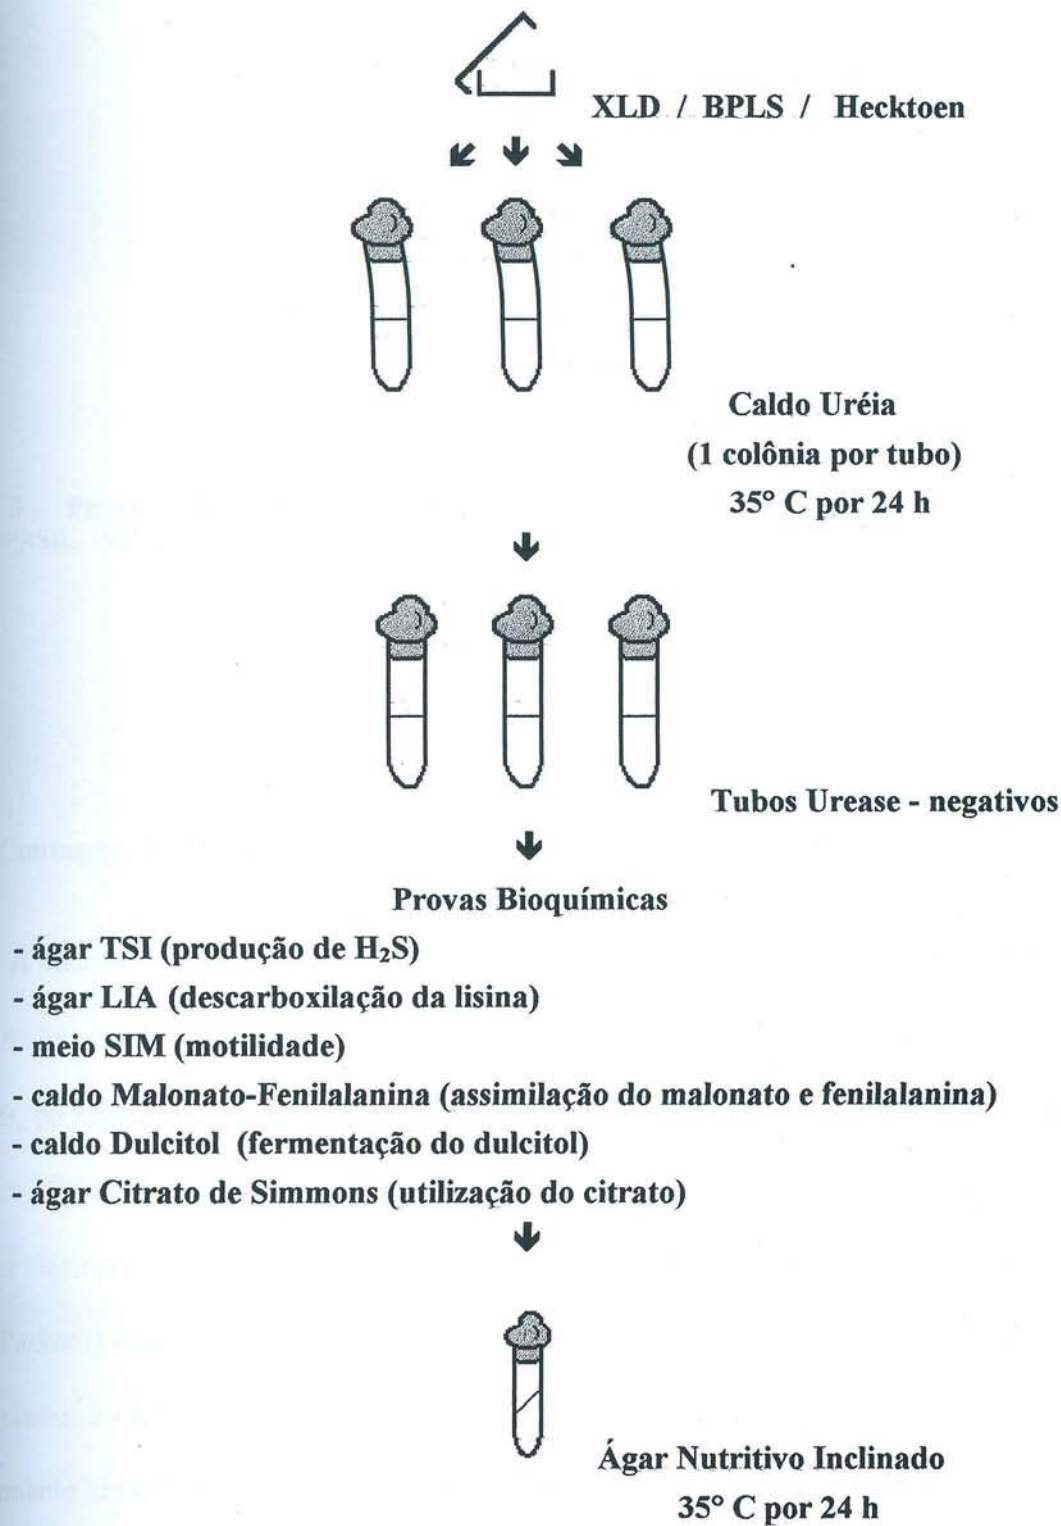 XLD / BPLS / Hecktoen
Caldo Uréia
(1 colônia por tubo)
35° C por 24 h
Tubos Urease - negativos
Provas Bioquímicas
- ágar TSI (produção de H₂S)
- ágar LIA (descarboxilação da lisina)
- meio SIM (motilidade)
- caldo Malonato-Fenilalanina (assimilação do malonato e fenilalanina)
- caldo Dulcitol (fermentação do dulcitol)
- ágar Citrato de Simmons (utilização do citrato)
Ágar Nutritivo Inclinado
35° C por 24 h